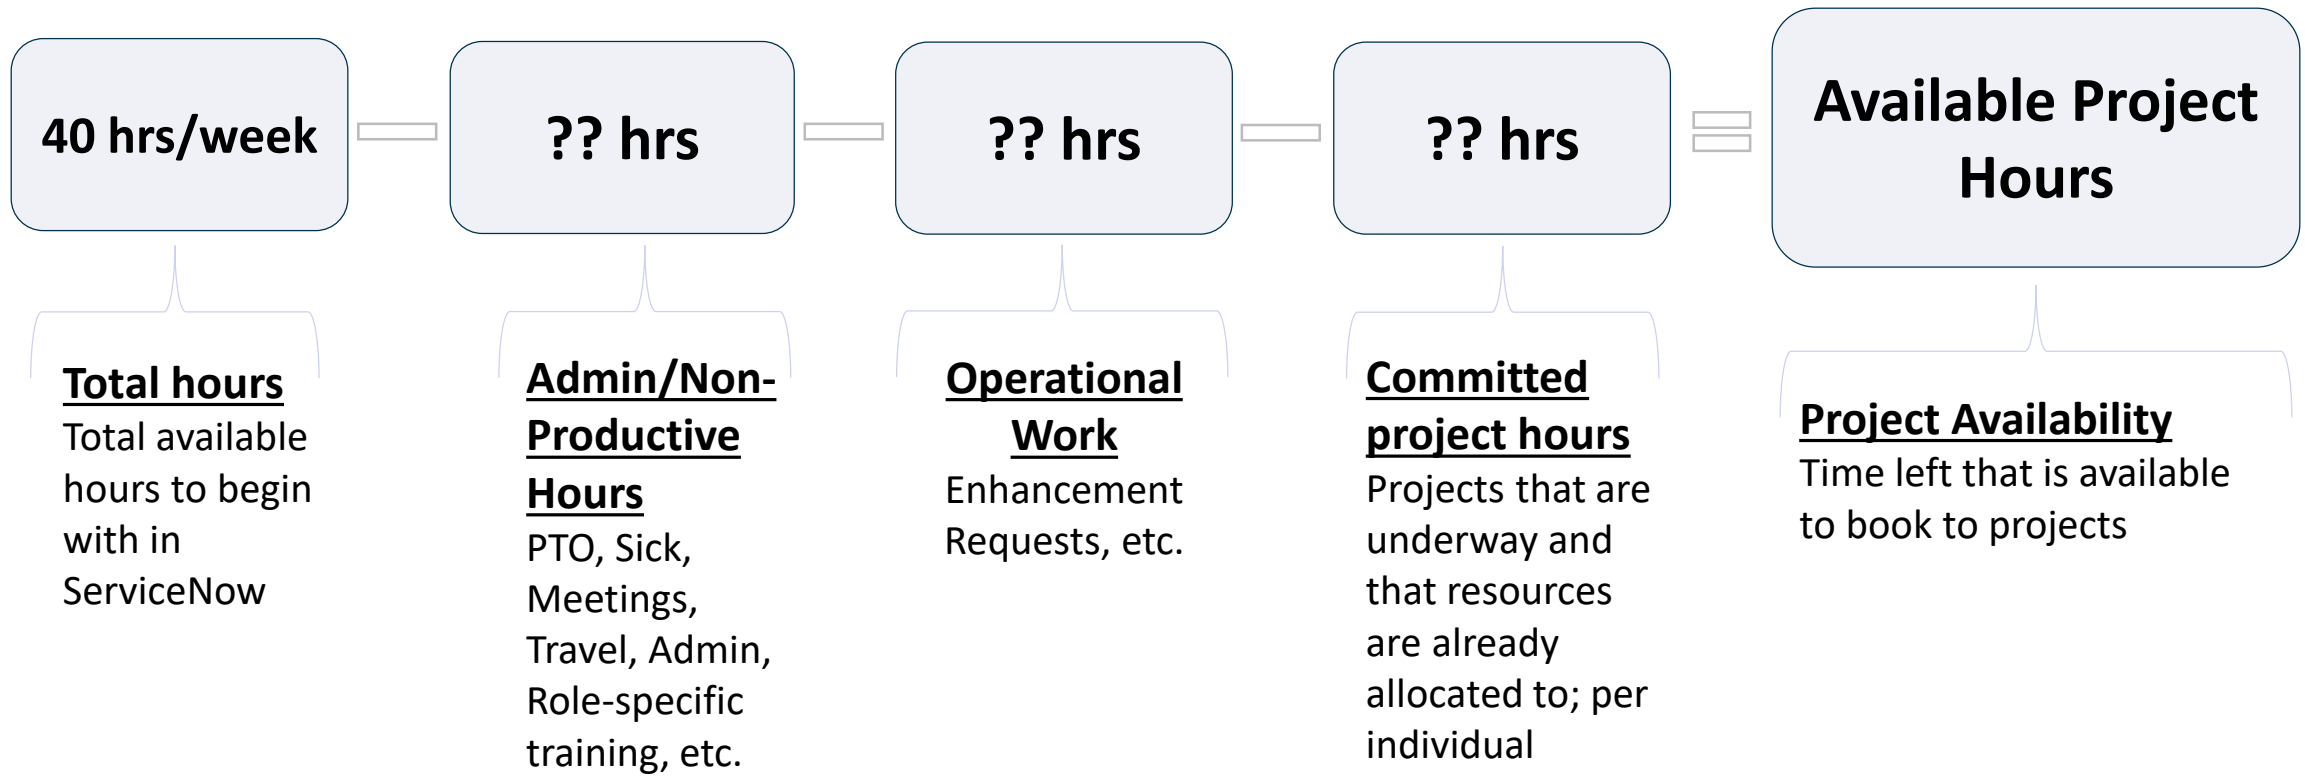 40 hrs/week
?? hrs
?? hrs
?? hrs
Available Project
Hours
Total hours
Total available
hours to begin
with in
ServiceNow
Admin/Non-
Productive
Hours
PTO, Sick,
Meetings,
Travel, Admin,
Role-specific
training, etc.
Operational
Work
Enhancement
Requests, etc.
Committed
project hours
Projects that are
underway and
that resources
are already
allocated to; per
individual
Project Availability
Time left that is available
to book to projects